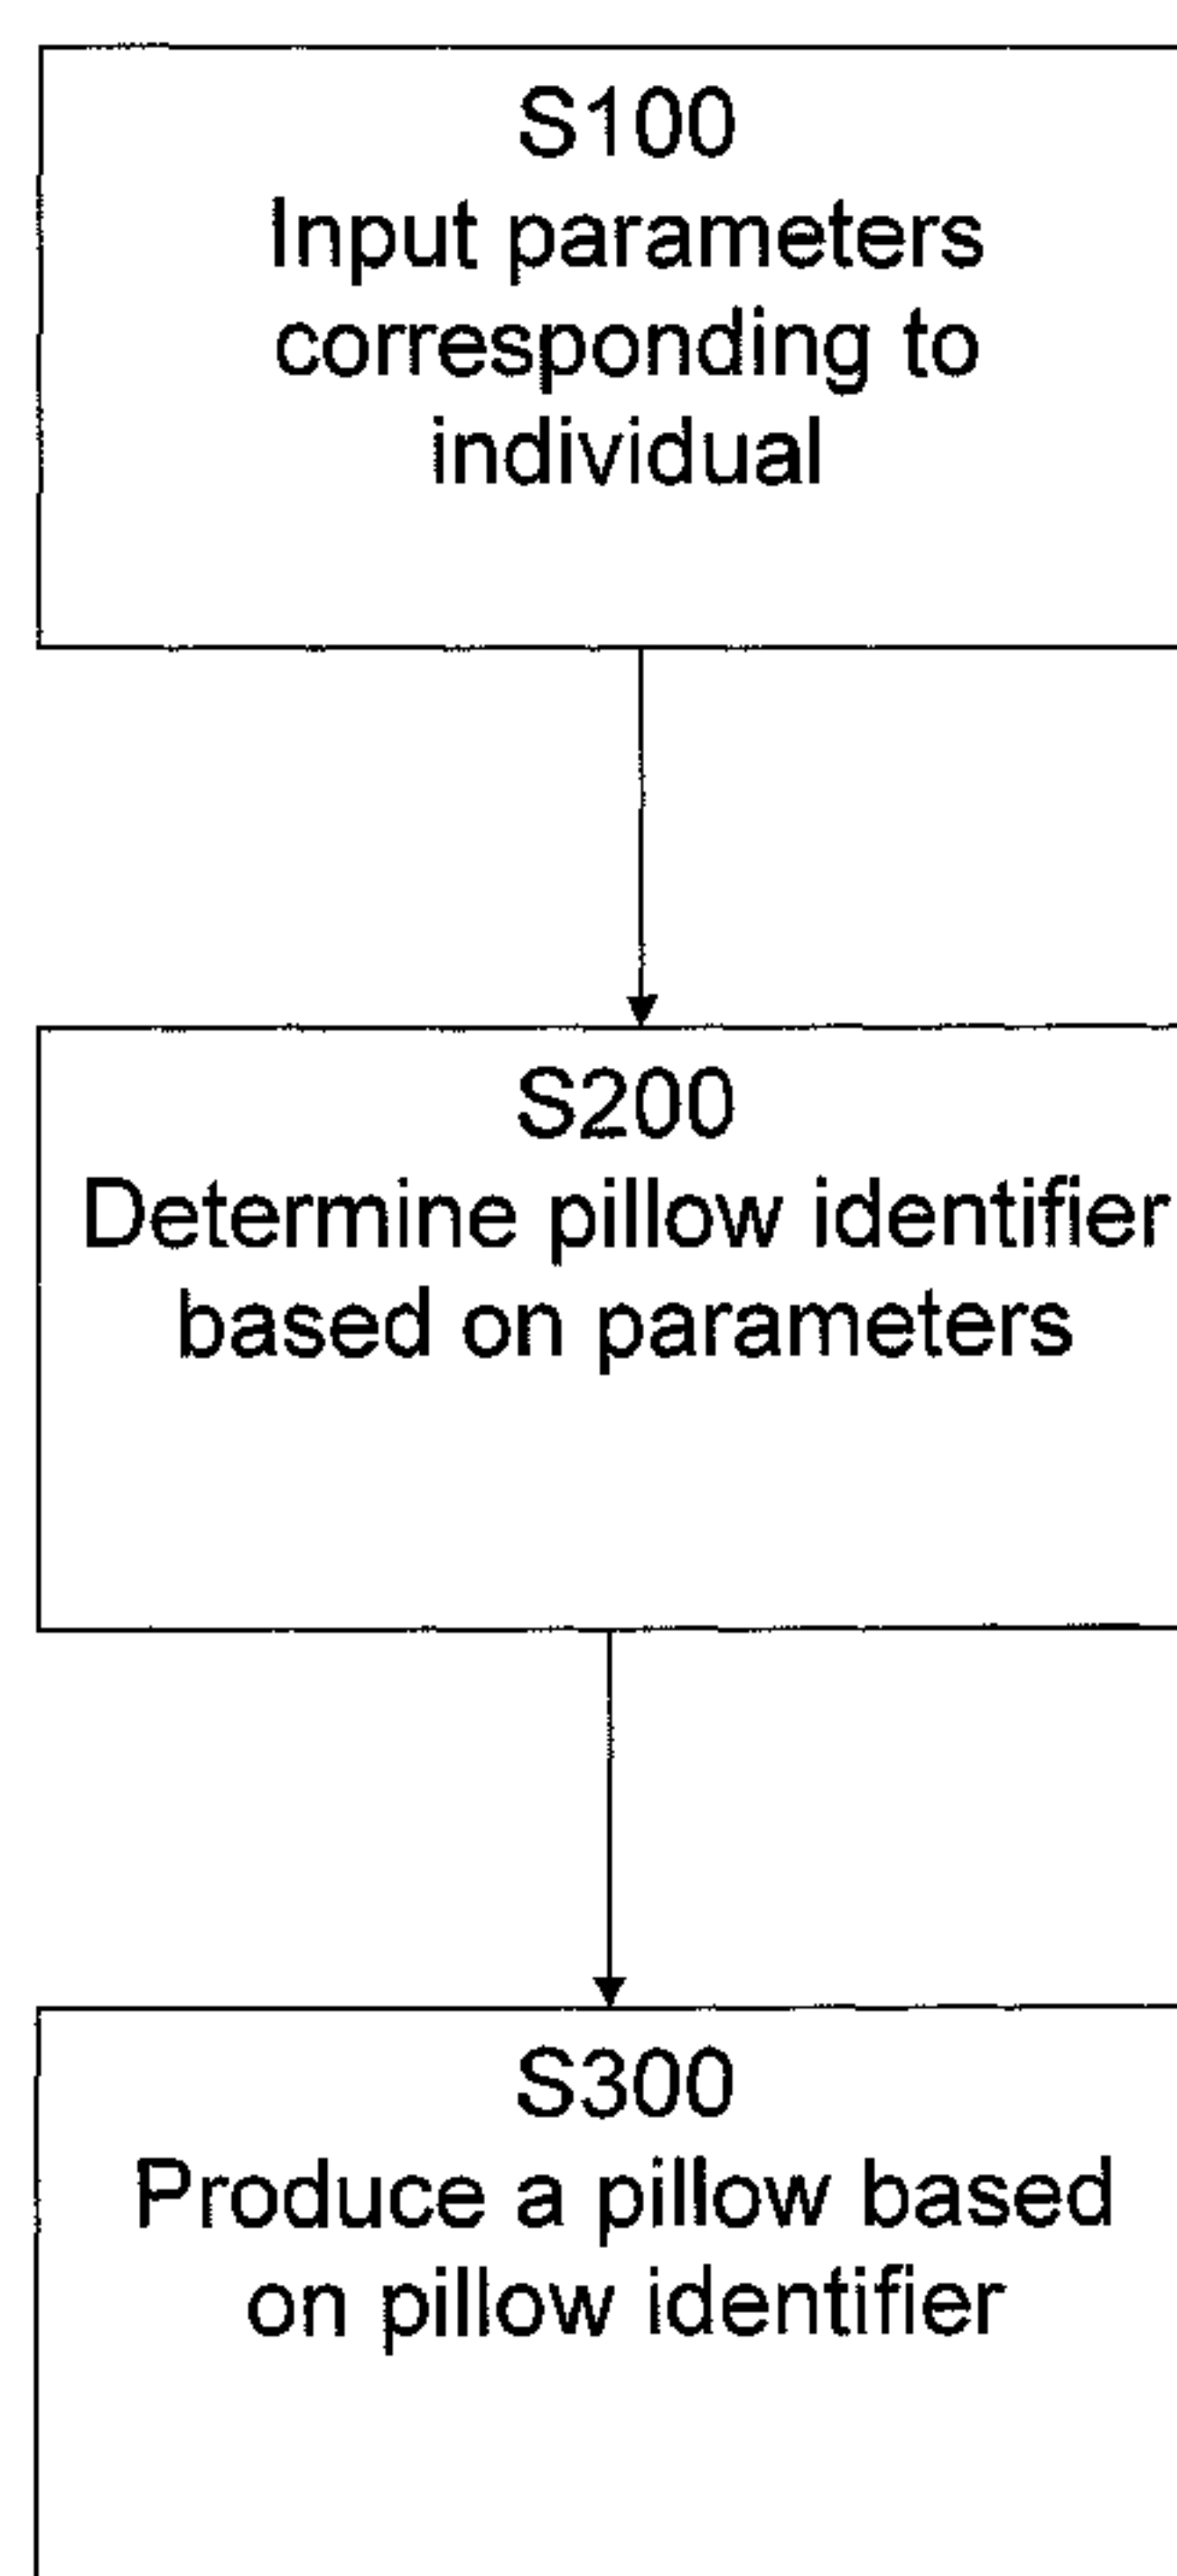 S100
Input parameters
corresponding to
individual
S200
Determine pillow identifier
based on parameters
S300
Produce a pillow based
on pillow identifier